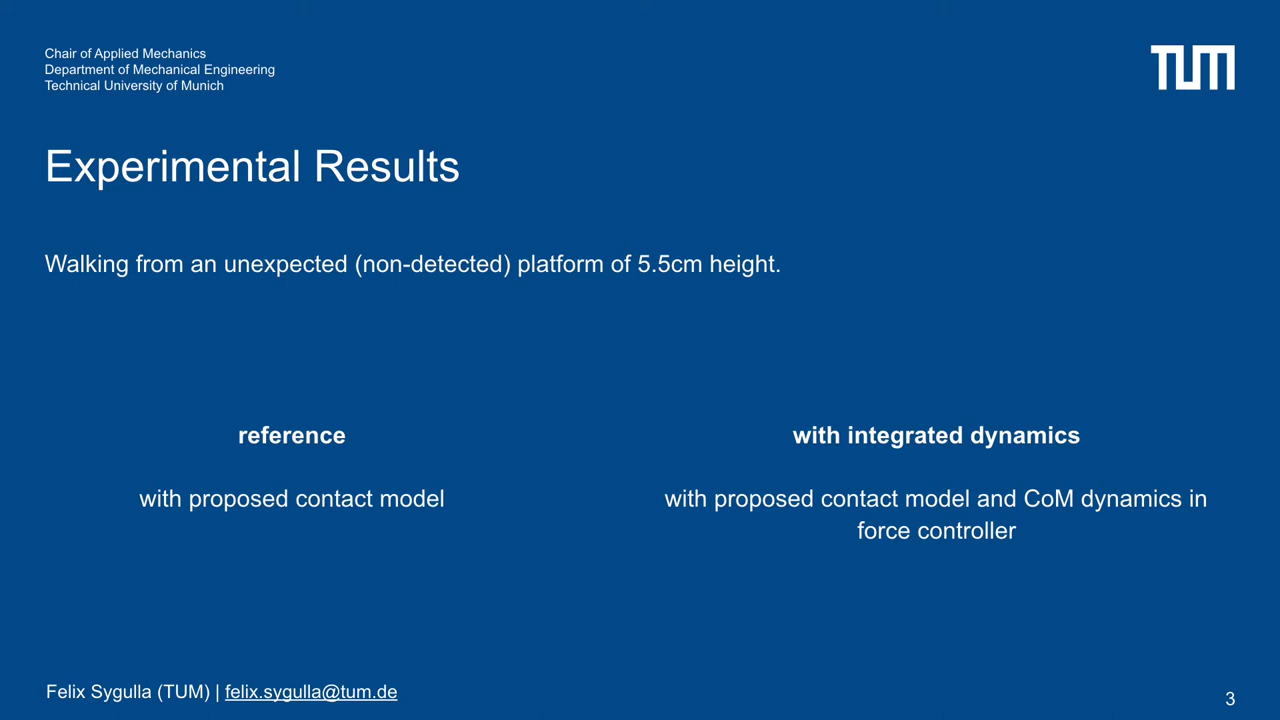 Chair of Applied Mechanics
Department of Mechanical Engineering
Technical University of Munich
TUM
Experimental Results
Walking from an unexpected (non-detected) platform of 5.5cm height.
reference
with proposed contact model
with integrated dynamics
with proposed contact model and CoM dynamics in
force controller
Felix Sygulla (TUM) | felix.sygulla@tum.de
3